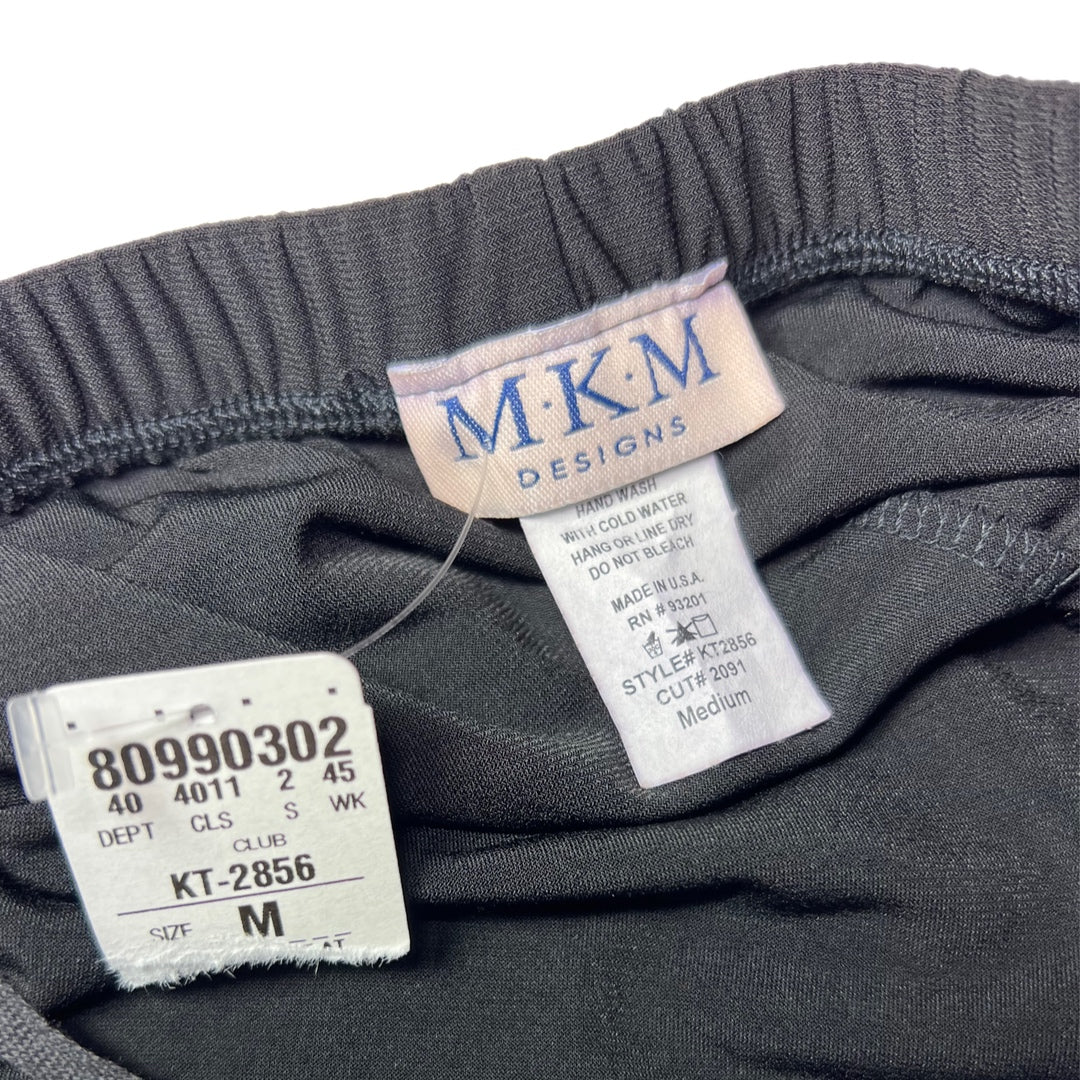 M·K·M
DESIGNS
HAND WASH
WITH COLD WATER
HANG OR LINE DRY
DO NOT BLEACH
MADE IN U.S.A.
RN # 93201
STYLE# KT2856
CUT# 2091
Medium
80990302
40 4011 2 45
DEPT CLS S WK
CLUB
KT-2856
SIZE M